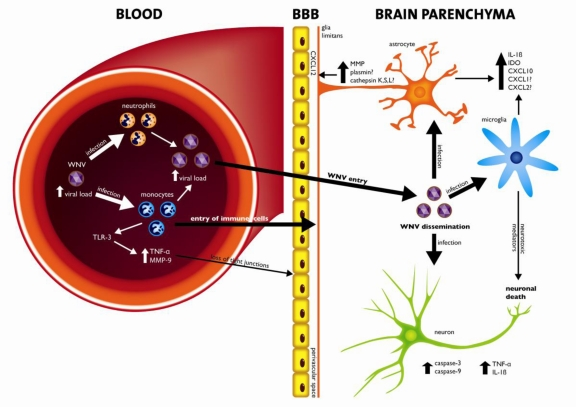 BLOOD
BBB
BRAIN PARENCHYMA
glia
limitans
CXCL12
MMP
plasmin?
cathepsin K,S,L?
astrocyte
IL-1ß
IDO
CXCL10
CXCL1?
CXCL2?
neutrophils
infection
WNV
viral load
infection
viral load
monocytes
TLR-3
TNF-α
MMP-9
entry of immune cells
loss of tight junctions
WNV entry
infection
infection
WNV dissemination
infection
microglia
neurotoxic
mediators
neuronal
death
neuron
caspase-3
caspase-9
TNF-α
IL-1ß
perivascular space